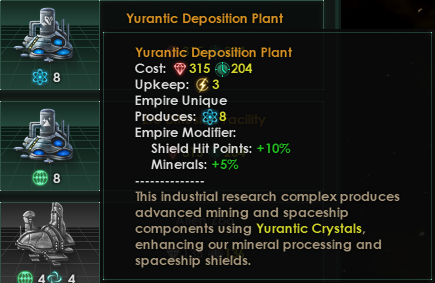 Yurantic Deposition Plant
Yurantic Deposition Plant
Cost: 315 204
Upkeep: 3
Empire Unique
Produces: 8
Empire Modifier:
Shield Hit Points: +10%
Minerals: +5%
--------------
This industrial research complex produces
advanced mining and spaceship
components using Yurantic Crystals,
enhancing our mineral processing and
spaceship shields.
8
8
4 4